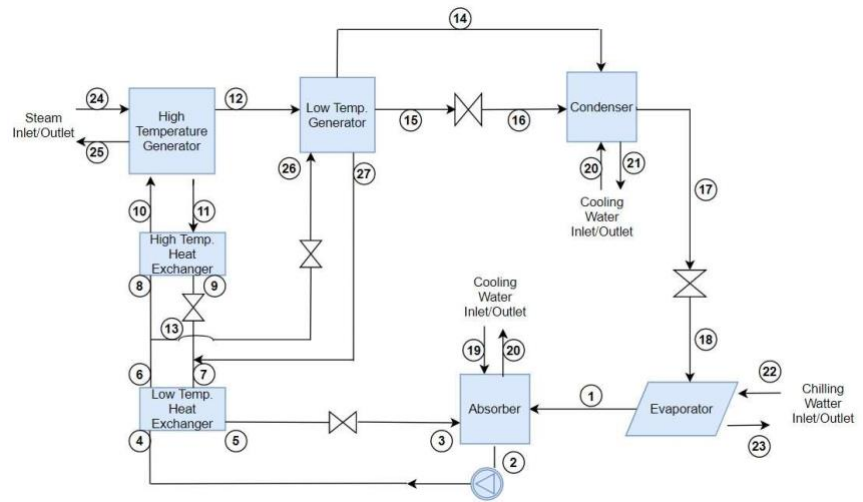 14
24
12
15
16
Steam
Inlet/Outlet
High
Temperature
Generator
Low Temp.
Generator
Condenser
25
26
27
20
21
10
11
17
Cooling
Water
Inlet/Outlet
High Temp.
Heat
Exchanger
8
9
Cooling
Water
Inlet/Outlet
13
19
20
18
6
7
22
Low Temp.
Heat
Exchanger
1
Absorber
Evaporator
Chilling
Watter
Inlet/Outlet
4
5
3
23
2